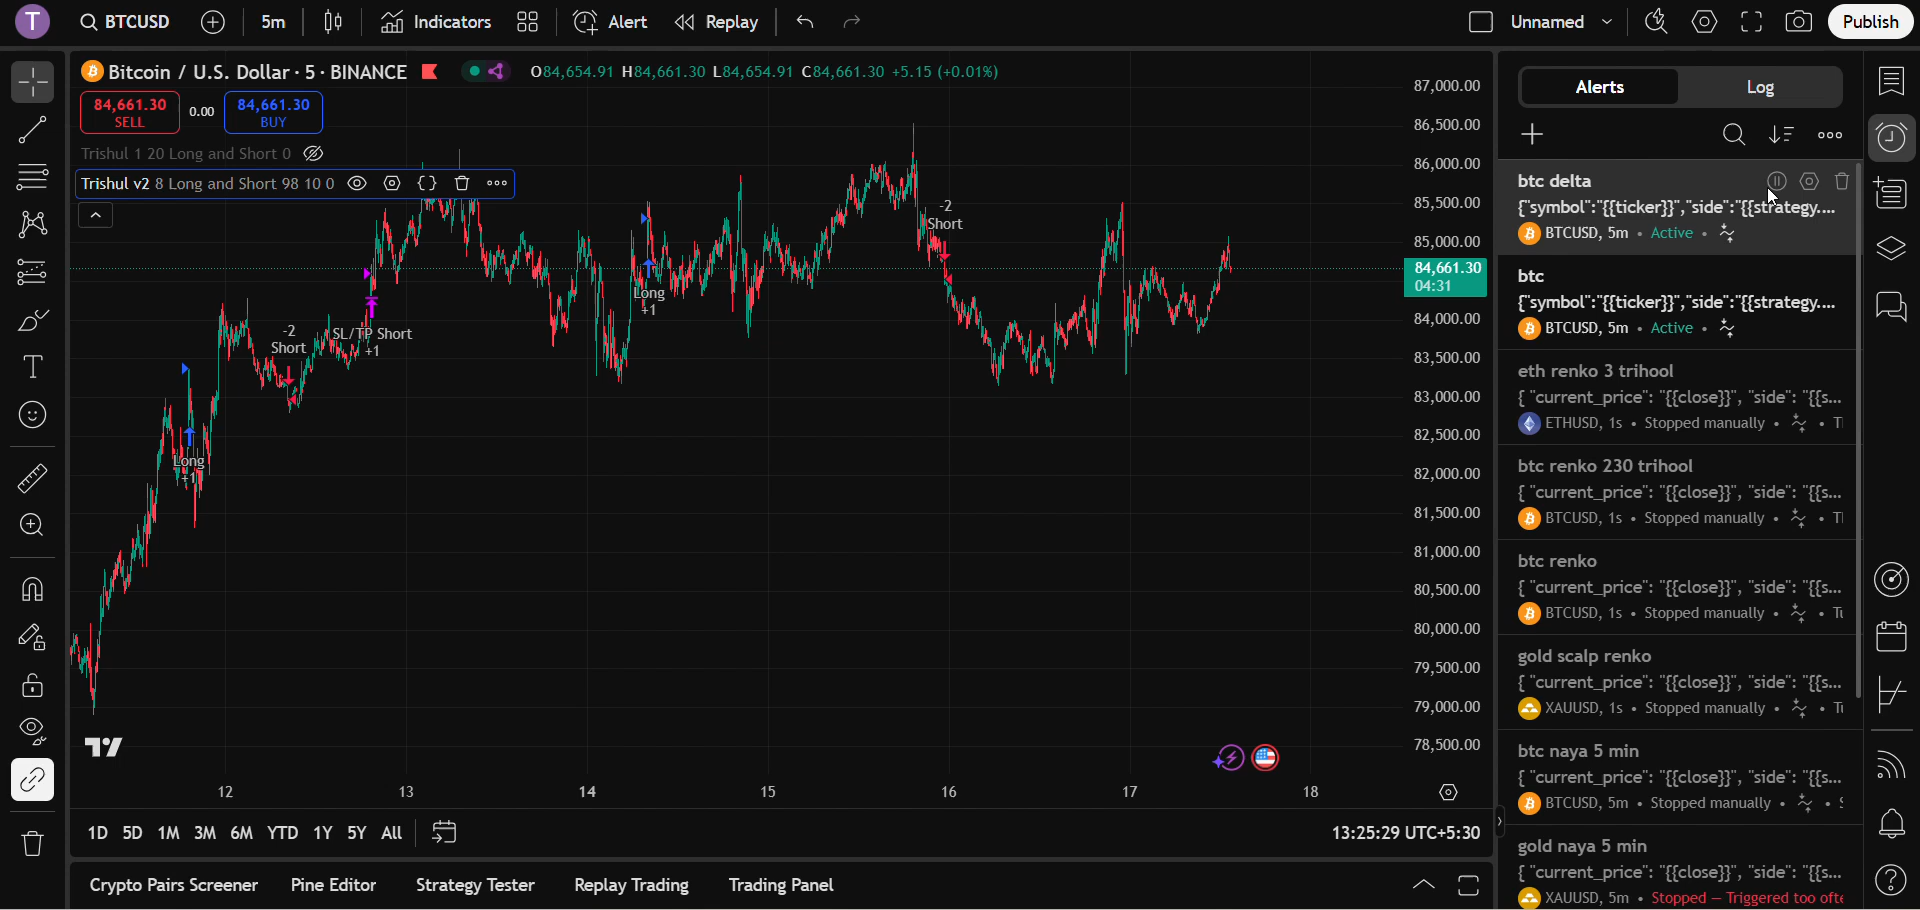 T
BTCUSD
5m
Indicators
Alert
Replay
Unnamed
Publish
Bitcoin / U.S. Dollar · 5 · BINANCE
O84,654.91 H84,661.30 L84,654.91 C84,661.30 +5.15 (+0.01%)
84,661.30
SELL
0.00
84,661.30
BUY
Trishul 1 20 Long and Short 0
Trishul v2 8 Long and Short 98 10 0
-2
Short
Long
+1
-2
Short
SL/TP Short
+1
Long
+1
87,000.00
86,500.00
86,000.00
85,500.00
85,000.00
84,661.30
04:31
84,000.00
83,500.00
83,000.00
82,500.00
82,000.00
81,500.00
81,000.00
80,500.00
80,000.00
79,500.00
79,000.00
78,500.00
12
13
14
15
16
17
18
1D 5D 1M 3M 6M YTD 1Y 5Y All
13:25:29 UTC+5:30
Crypto Pairs Screener
Pine Editor
Strategy Tester
Replay Trading
Trading Panel
Alerts
Log
btc delta
{"symbol":"{{ticker}}","side":"{{strategy....
BTCUSD, 5m • Active •
btc
{"symbol":"{{ticker}}","side":"{{strategy....
BTCUSD, 5m • Active •
eth renko 3 trihool
{ "current_price": "{{close}}", "side": "{{s...
ETHUSD, 1s • Stopped manually •
btc renko 230 trihool
{ "current_price": "{{close}}", "side": "{{s...
BTCUSD, 1s • Stopped manually •
btc renko
{ "current_price": "{{close}}", "side": "{{s...
BTCUSD, 1s • Stopped manually •
gold scalp renko
{ "current_price": "{{close}}", "side": "{{s...
XAUUSD, 1s • Stopped manually •
btc naya 5 min
{ "current_price": "{{close}}", "side": "{{s...
BTCUSD, 5m • Stopped manually •
gold naya 5 min
{ "current_price": "{{close}}", "side": "{{s...
XAUUSD, 5m • Stopped — Triggered too ofte